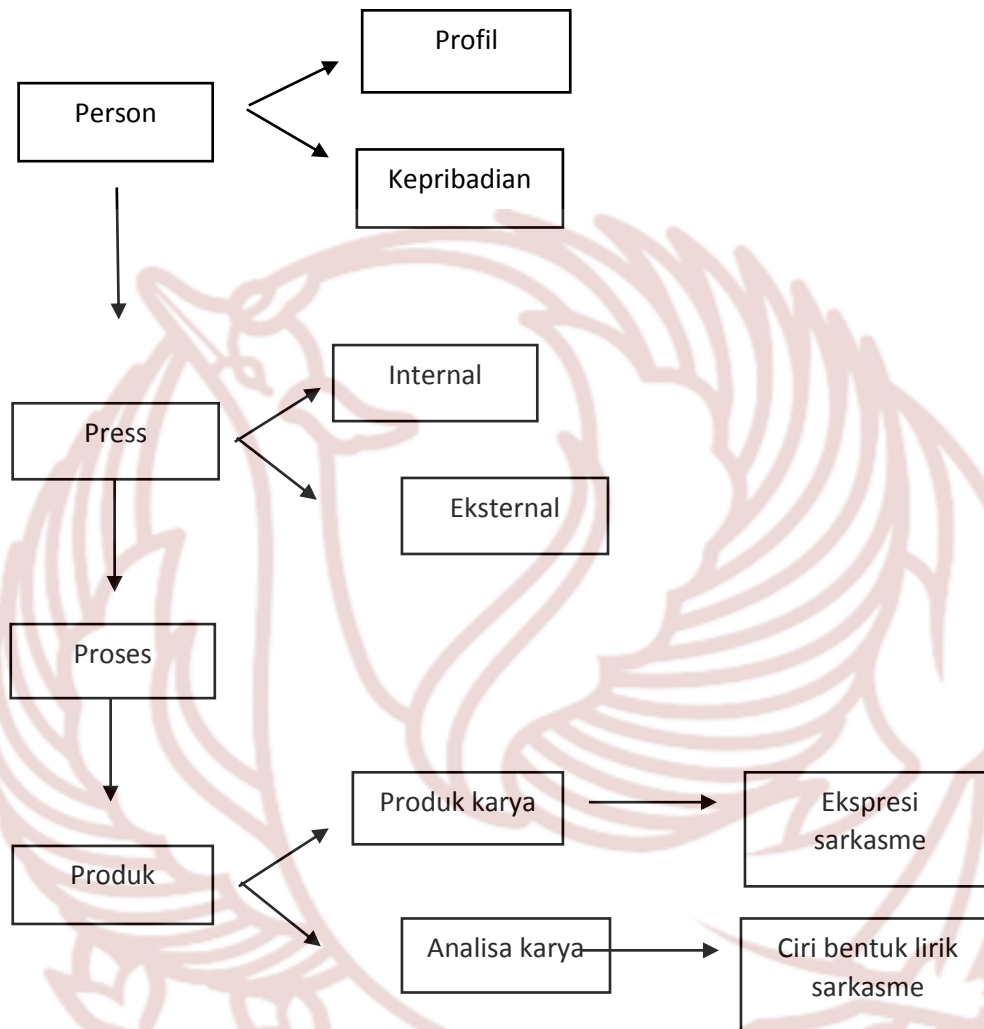 Profil
Person
Kepribadian
Internal
Press
Eksternal
Proses
Produk karya
Ekspresi
sarkasme
Produk
Analisa karya
Ciri bentuk lirik
sarkasme